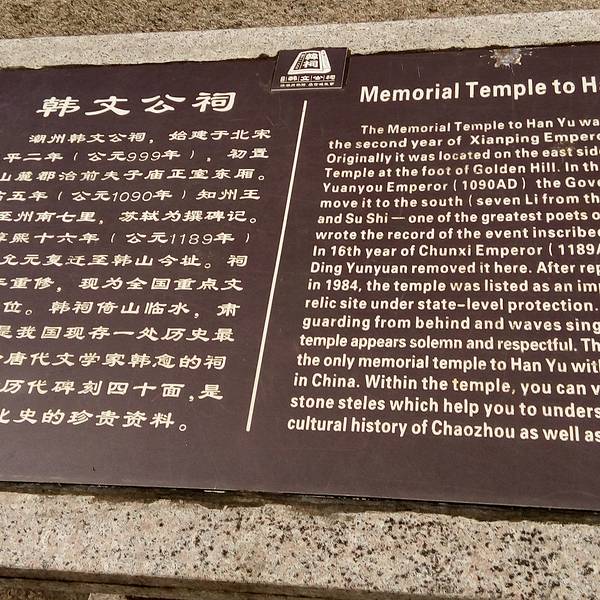 韩祠
韩文公祠
韩文公祠
潮州韩文公祠，始建于北宋
平二年（公元999年），初置
山麓郡治前夫子庙正室东厢。
五年（公元1090年）知州王
至州南七里，苏轼为撰碑记。
熙十六年（公元1189年）
允元复迁至韩山今址。祠
年重修，现为全国重点文
位。韩祠倚山临水，肃
是我国现存一处历史最
唐代文学家韩愈的祠
历代碑刻四十面,是
化史的珍贵资料。
Memorial Temple to Ha
The Memorial Temple to Han Yu wa
the second year of Xianping Empero
Originally it was located on the east side
Temple at the foot of Golden Hill. In th
Yuanyou Emperor (1090AD) the Gove
move it to the south (seven Li from th
and Su Shi — one of the greatest poets o
wrote the record of the event inscribe
In 16th year of Chunxi Emperor (1189A
Ding Yunyuan removed it here. After rep
in 1984, the temple was listed as an im
relic site under state-level protection.
guarding from behind and waves sing
temple appears solemn and respectful. Th
the only memorial temple to Han Yu with
in China. Within the temple, you can v
stone steles which help you to unders
cultural history of Chaozhou as well as